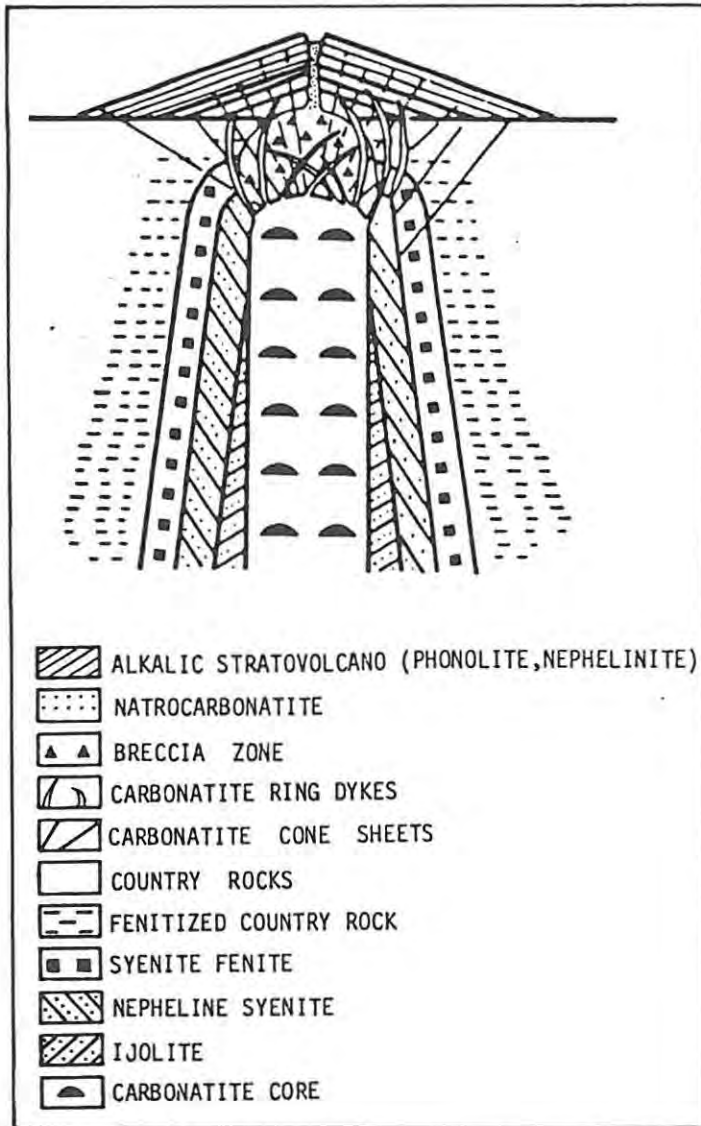 ALKALIC STRATOVOLCANO (PHONOLITE,NEPHELINITE)
NATROCARBONATITE
BRECCIA ZONE
CARBONATITE RING DYKES
CARBONATITE CONE SHEETS
COUNTRY ROCKS
FENITIZED COUNTRY ROCK
SYENITE FENITE
NEPHELINE SYENITE
IJOLITE
CARBONATITE CORE